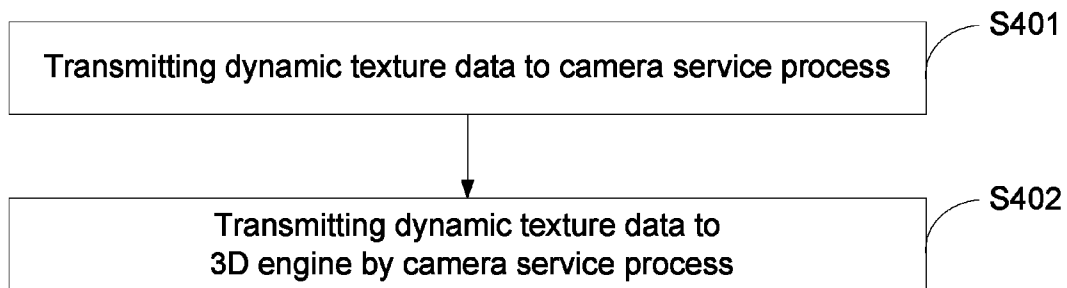 S401
Transmitting dynamic texture data to camera service process
S402
Transmitting dynamic texture data to
3D engine by camera service process